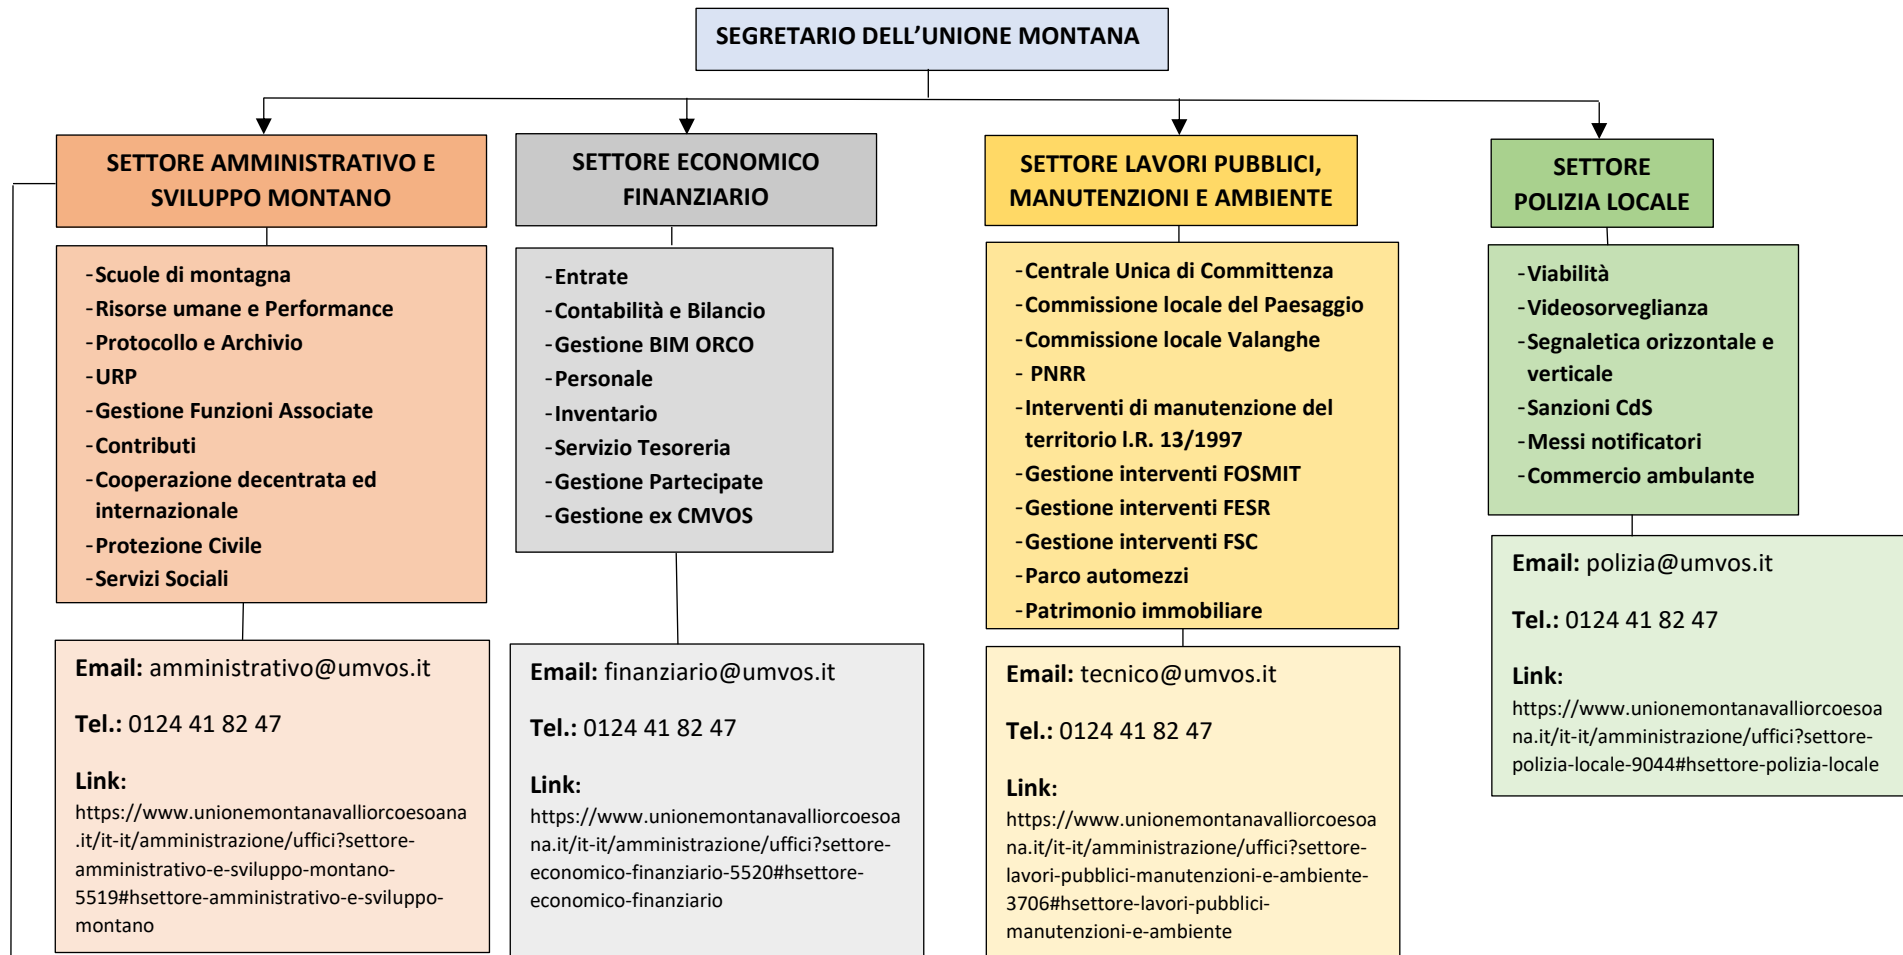 SEGRETARIO DELL’UNIONE MONTANA
SETTORE AMMINISTRATIVO E
SVILUPPO MONTANO
-Scuole di montagna
-Risorse umane e Performance
-Protocollo e Archivio
-URP
-Gestione Funzioni Associate
-Contributi
-Cooperazione decentrata ed
internazionale
-Protezione Civile
-Servizi Sociali
Email: amministrativo@umvos.it
Tel.: 0124 41 82 47
Link:
https://www.unionemontanavalliorcoesoana
.it/it-it/amministrazione/uffici?settore-
amministrativo-e-sviluppo-montano-
5519#hsettore-amministrativo-e-sviluppo-
montano
SETTORE ECONOMICO
FINANZIARIO
-Entrate
-Contabilità e Bilancio
-Gestione BIM ORCO
-Personale
-Inventario
-Servizio Tesoreria
-Gestione Partecipate
-Gestione ex CMVOS
Email: finanziario@umvos.it
Tel.: 0124 41 82 47
Link:
https://www.unionemontanavalliorcoesoa
na.it/it-it/amministrazione/uffici?settore-
economico-finanziario-5520#hsettore-
economico-finanziario
SETTORE LAVORI PUBBLICI,
MANUTENZIONI E AMBIENTE
-Centrale Unica di Committenza
-Commissione locale del Paesaggio
-Commissione locale Valanghe
- PNRR
-Interventi di manutenzione del
territorio l.R. 13/1997
-Gestione interventi FOSMIT
-Gestione interventi FESR
-Gestione interventi FSC
-Parco automezzi
-Patrimonio immobiliare
Email: tecnico@umvos.it
Tel.: 0124 41 82 47
Link:
https://www.unionemontanavalliorcoesoa
na.it/it-it/amministrazione/uffici?settore-
lavori-pubblici-manutenzioni-e-ambiente-
3706#hsettore-lavori-pubblici-
manutenzioni-e-ambiente
SETTORE
POLIZIA LOCALE
-Viabilità
-Videosorveglianza
-Segnaletica orizzontale e
verticale
-Sanzioni CdS
-Messi notificatori
-Commercio ambulante
Email: polizia@umvos.it
Tel.: 0124 41 82 47
Link:
https://www.unionemontanavalliorcoesoa
na.it/it-it/amministrazione/uffici?settore-
polizia-locale-9044#hsettore-polizia-locale